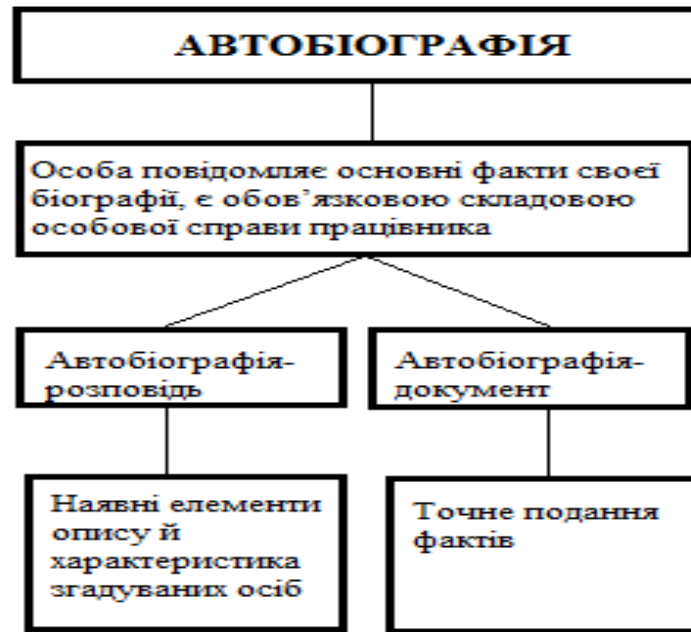 АВТОБІОГРАФІЯ
Особа повідомляє основні факти своєї
біографії, є обов’язковою складовою
особової справи працівника
Автобіографія-
розповідь
Автобіографія-
документ
Наявні елементи
опису й
характеристика
згадуваних осіб
Точне подання
фактів